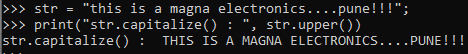 >>> str = "this is a magna electronics....pune!!!";
>>> print("str.capitalize() : ", str.upper())
str.capitalize() :  THIS IS A MAGNA ELECTRONICS....PUNE!!!